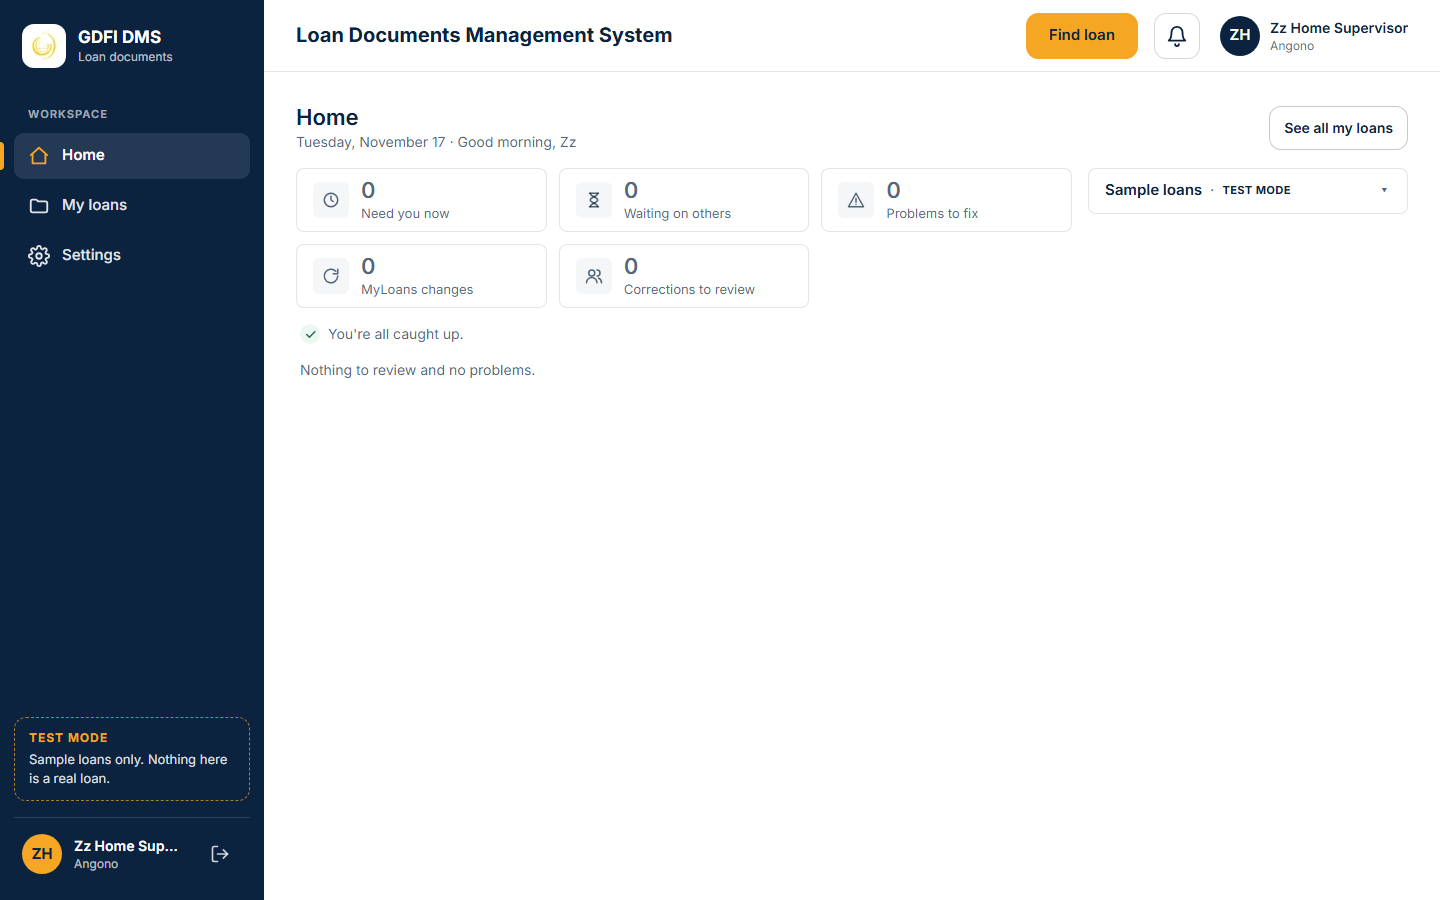 GDFI DMS
Loan documents
WORKSPACE
Home
My loans
Settings
TEST MODE
Sample loans only. Nothing here
is a real loan.
ZH
Zz Home Sup...
Angono
Loan Documents Management System
Find loan
ZH
Zz Home Supervisor
Angono
Home
Tuesday, November 17 · Good morning, Zz
See all my loans
0
Need you now
0
Waiting on others
0
Problems to fix
0
MyLoans changes
0
Corrections to review
Sample loans · TEST MODE
You're all caught up.
Nothing to review and no problems.